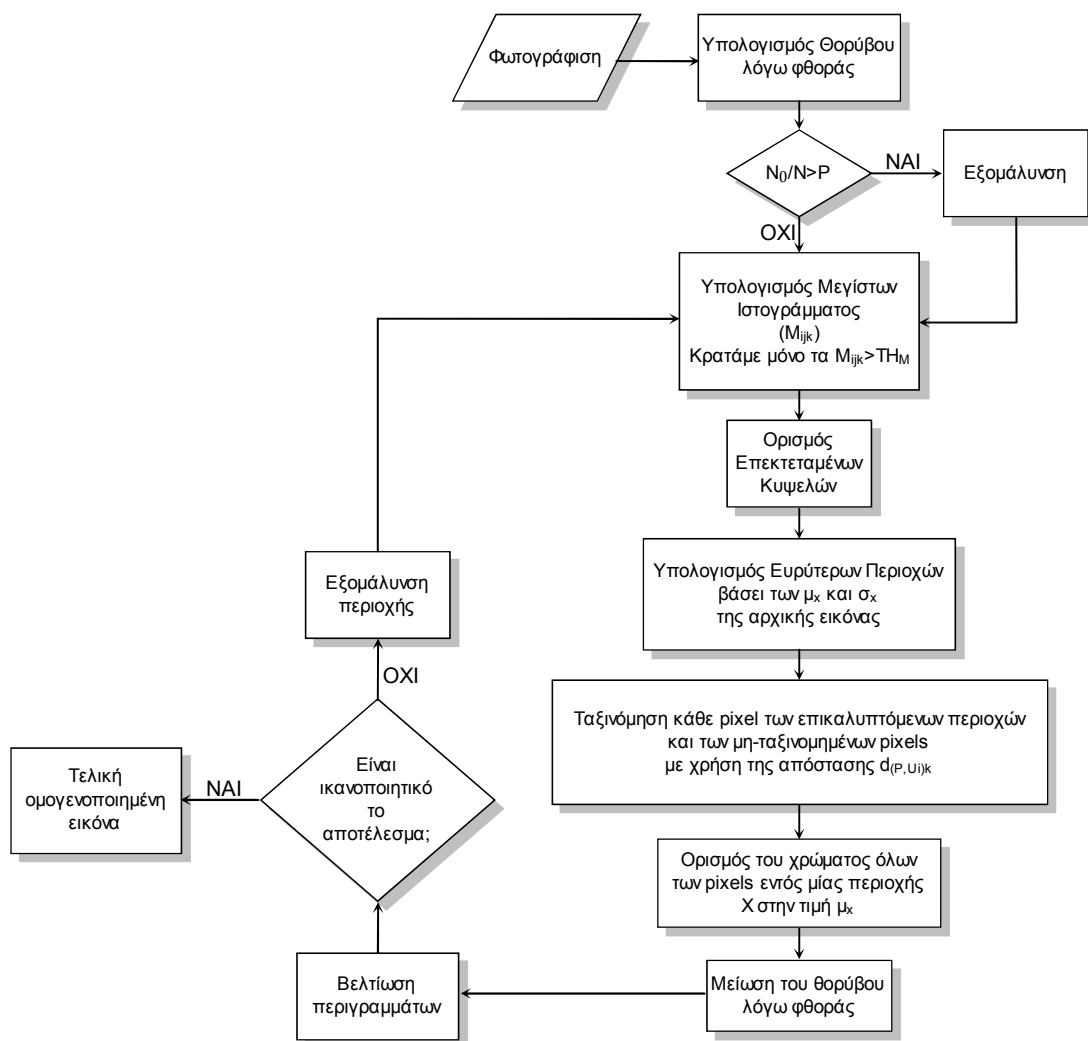 Φωτογράφιση
Υπολογισμός Θορύβου
λόγω φθοράς
N₀/N>P
ΝΑΙ
Εξομάλυνση
ΟΧΙ
Υπολογισμός Μεγίστων
Ιστογράμματος
(Mᵢⱼₖ)
Κρατάμε μόνο τα Mᵢⱼₖ>THM
Ορισμός
Επεκτεταμένων
Κυψελών
Υπολογισμός Ευρύτερων Περιοχών
βάσει των μₓ και σₓ
της αρχικής εικόνας
Ταξινόμηση κάθε pixel των επικαλυπτόμενων περιοχών
και των μη-ταξινομημένων pixels
με χρήση της απόστασης d(P,Ui)k
Ορισμός του χρώματος όλων
των pixels εντός μίας περιοχής
Χ στην τιμή μₓ
Μείωση του θορύβου
λόγω φθοράς
Βελτίωση
περιγραμμάτων
Είναι
ικανοποιητικό
το
αποτέλεσμα;
ΟΧΙ
Εξομάλυνση
περιοχής
ΝΑΙ
Τελική
ομογενοποιημένη
εικόνα